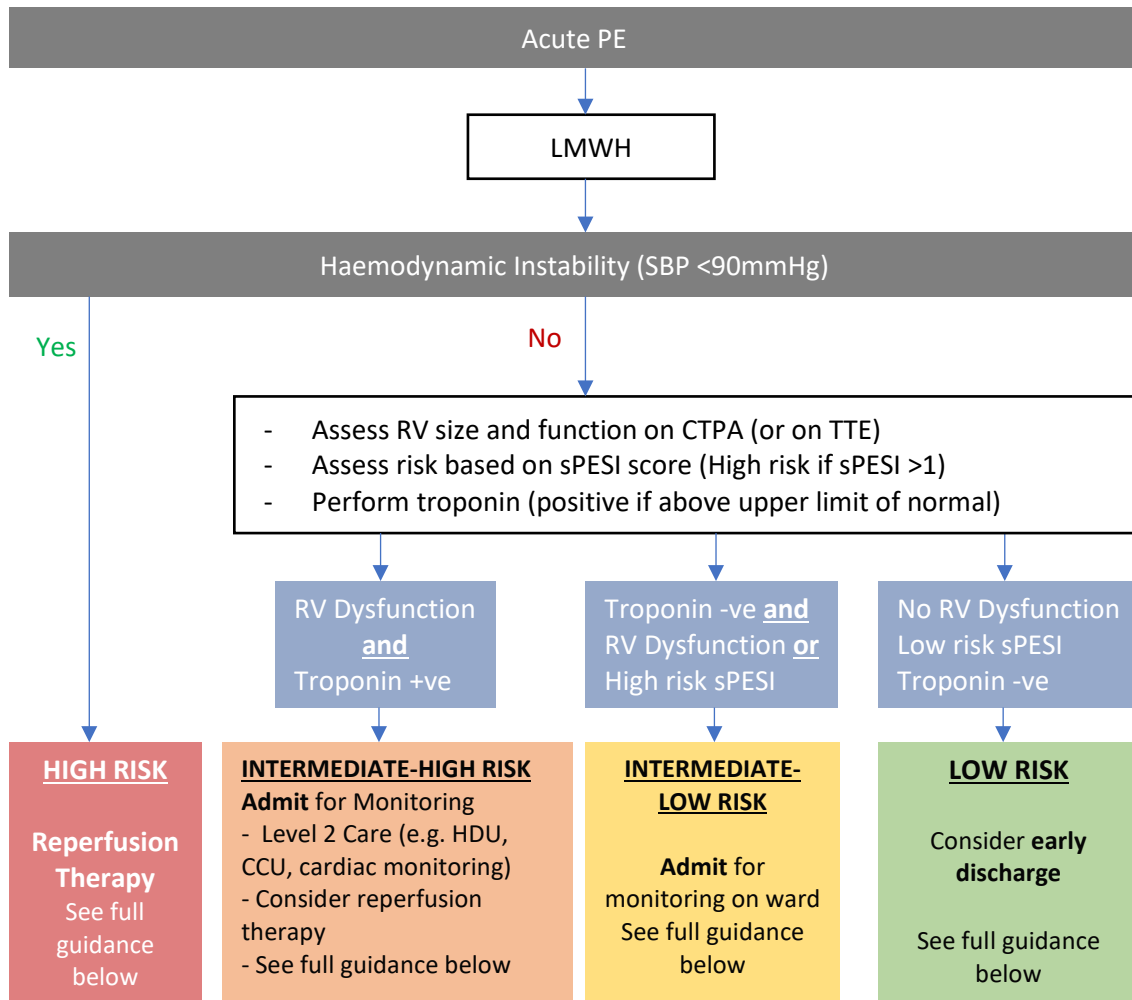 Acute PE
LMWH
Haemodynamic Instability (SBP <90mmHg)
Yes
No
- Assess RV size and function on CTPA (or on TTE)
- Assess risk based on sPESI score (High risk if sPESI >1)
- Perform troponin (positive if above upper limit of normal)
RV Dysfunction
and
Troponin +ve
Troponin -ve and
RV Dysfunction or
High risk sPESI
No RV Dysfunction
Low risk sPESI
Troponin -ve
HIGH RISK
Reperfusion
Therapy
See full
guidance
below
INTERMEDIATE-HIGH RISK
Admit for Monitoring
- Level 2 Care (e.g. HDU,
CCU, cardiac monitoring)
- Consider reperfusion
therapy
- See full guidance below
INTERMEDIATE-
LOW RISK
Admit for
monitoring on ward
See full guidance
below
LOW RISK
Consider early
discharge
See full guidance
below